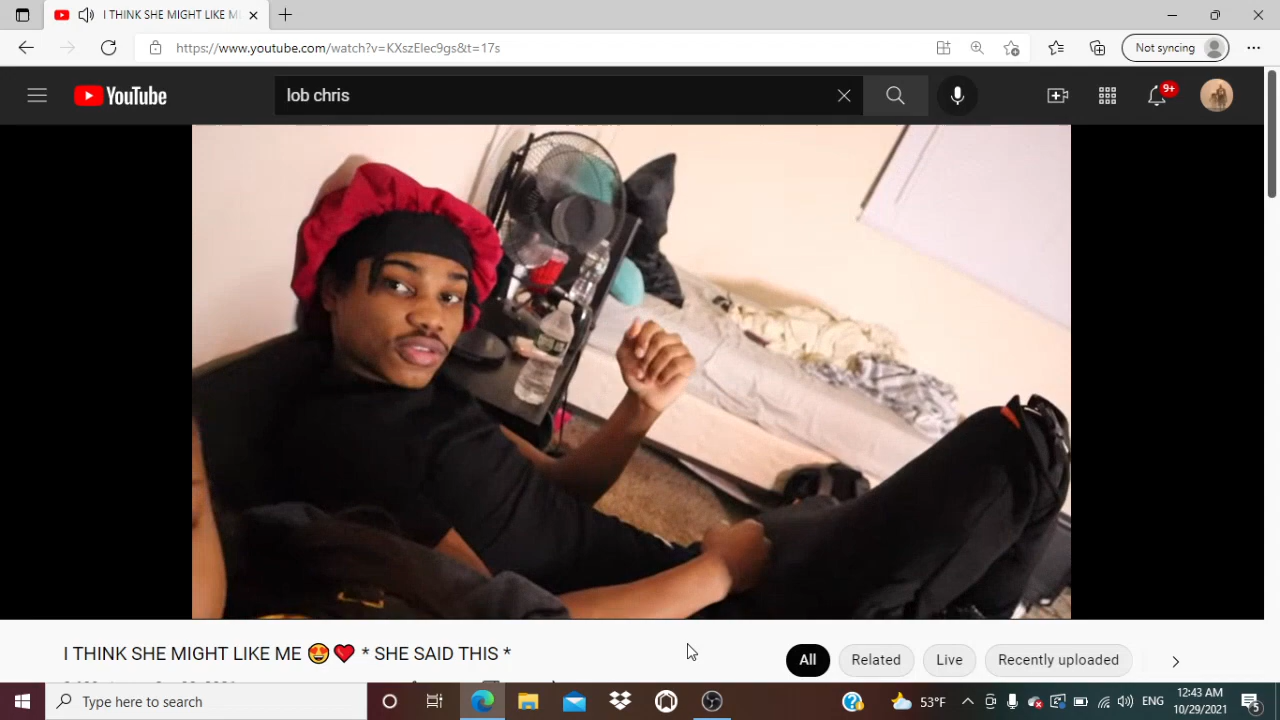 I THINK SHE MIGHT LIKE M
https://www.youtube.com/watch?v=KXszElec9gs&t=17s
Not syncing
YouTube
lob chris
9+
I THINK SHE MIGHT LIKE ME 😍❤️ * SHE SAID THIS *
All
Related
Live
Recently uploaded
Type here to search
53°F
ENG
12:43 AM
10/29/2021
5